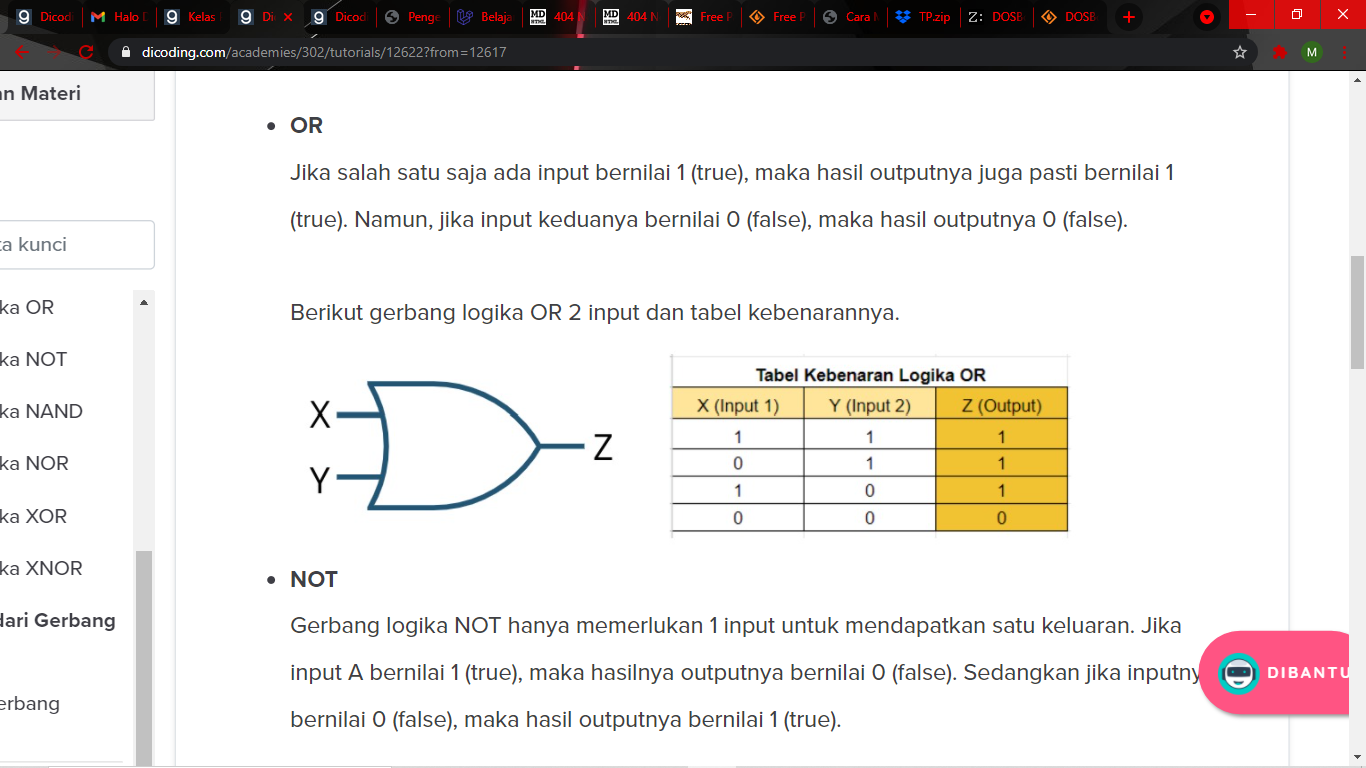 Dicod
Halo D
Kelas
Di
Dicod
Penge
Belaja
404 N
404 N
Free P
Free P
Cara M
TP.zip
DOSB
DOSB
dicoding.com/academies/302/tutorials/12622?from=12617
M
an Materi
ta kunci
ka OR
ka NOT
ka NAND
ka NOR
ka XOR
ka XNOR
dari Gerbang
erbang
• OR
Jika salah satu saja ada input bernilai 1 (true), maka hasil outputnya juga pasti bernilai 1
(true). Namun, jika input keduanya bernilai 0 (false), maka hasil outputnya 0 (false).
Berikut gerbang logika OR 2 input dan tabel kebenarannya.
X
Y
Z
Tabel Kebenaran Logika OR
X (Input 1) Y (Input 2) Z (Output)
1 1 1
0 1 1
1 0 1
0 0 0
• NOT
Gerbang logika NOT hanya memerlukan 1 input untuk mendapatkan satu keluaran. Jika
input A bernilai 1 (true), maka hasilnya outputnya bernilai 0 (false). Sedangkan jika inputny
bernilai 0 (false), maka hasil outputnya bernilai 1 (true).
DIBANTU